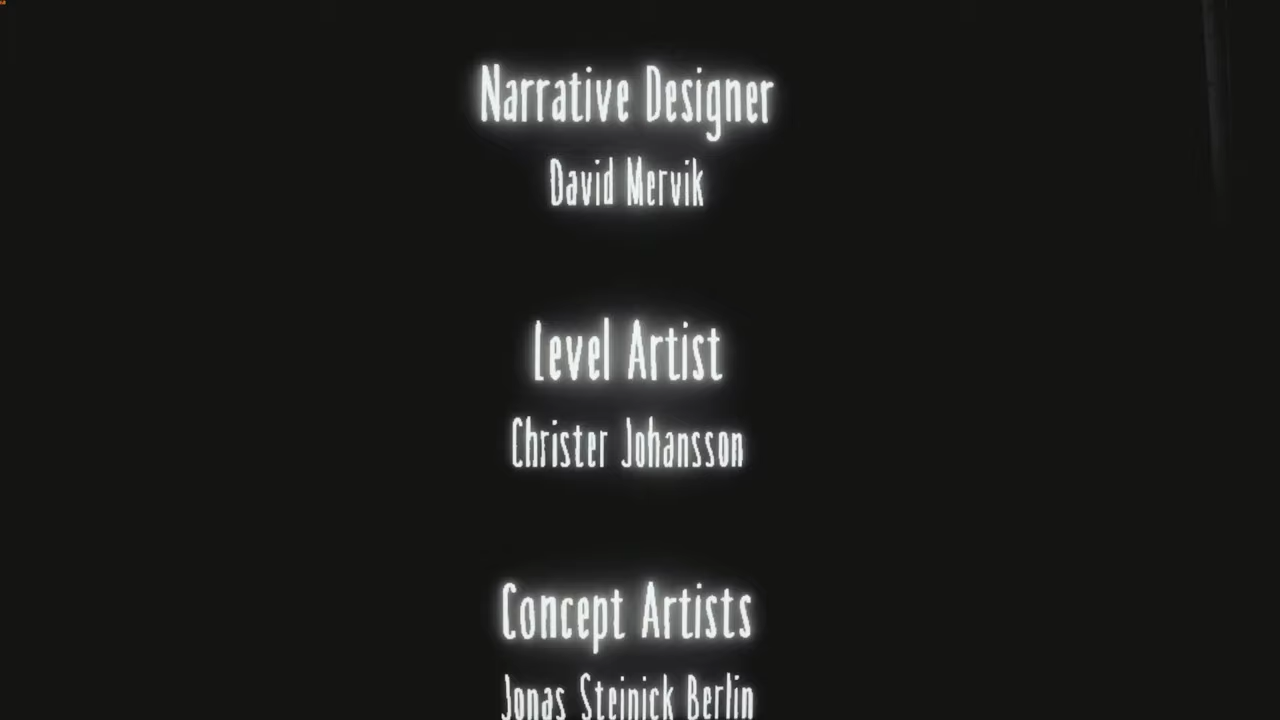 Narrative Designer
David Mervik
Level Artist
Christer Johansson
Concept Artists
Jonas Steinick Berlin